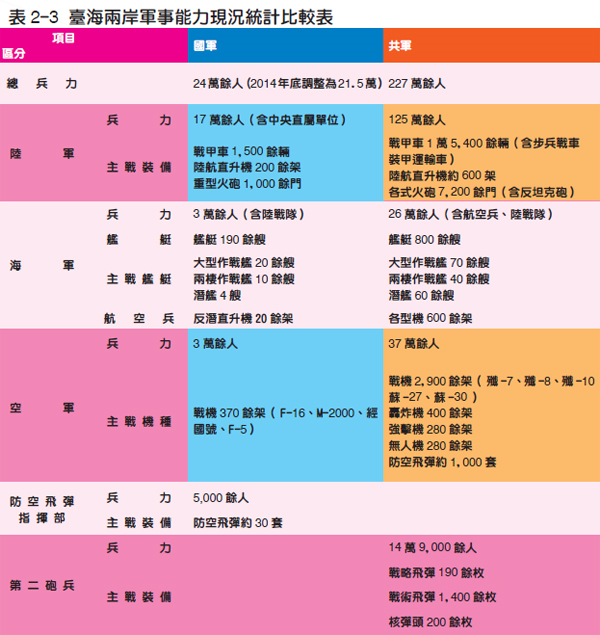 表 2-3 臺海兩岸軍事能力現況統計比較表
項目
區分
國軍
共軍
總兵力
24 萬餘人 (2014年底調整為21.5萬)
227 萬餘人
陸軍
兵力
17 萬餘人（含中央直屬單位）
125 萬餘人
主戰裝備
戰甲車 1,500 餘輛
陸航直升機 200 餘架
重型火砲 1,000 餘門
戰甲車 1 萬 5,400 餘輛（含步兵戰車
裝甲運輸車）
陸航直升機約 600 架
各式火砲 7,200 餘門（含反坦克砲）
海軍
兵力
3 萬餘人（含陸戰隊）
26 萬餘人（含航空兵、陸戰隊）
艦艇
艦艇 190 餘艘
艦艇 800 餘艘
主戰艦艇
大型作戰艦 20 餘艘
兩棲作戰艦 10 餘艘
潛艦 4 艘
大型作戰艦 70 餘艘
兩棲作戰艦 40 餘艘
潛艦 60 餘艘
航空兵
反潛直升機 20 餘架
各型機 600 餘架
空軍
兵力
3 萬餘人
37 萬餘人
主戰機種
戰機 370 餘架（ F-16、M-2000、經
國號、F-5）
戰機 2,900 餘架（ 殲-7、殲-8、殲-10
蘇-27、蘇-30 ）
轟炸機 400 餘架
強擊機 280 餘架
無人機 280 餘架
防空飛彈約 1,000 套
防空飛彈
指揮部
兵力
5,000 餘人
主戰裝備
防空飛彈約 30 套
第二砲兵
兵力
14 萬 9,000 餘人
主戰裝備
戰略飛彈 190 餘枚
戰術飛彈 1,400 餘枚
核彈頭 200 餘枚